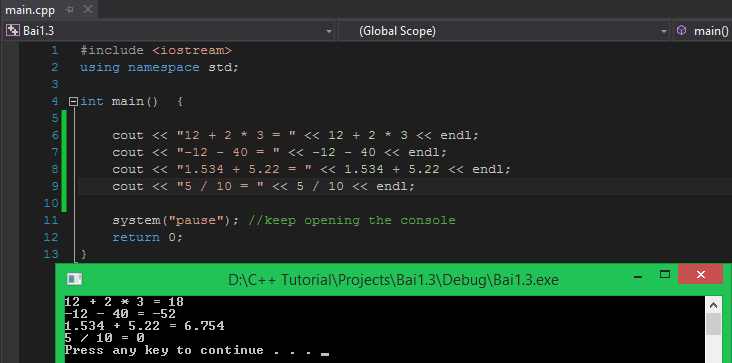 main.cpp
Bai1.3 (Global Scope) main()
1 #include <iostream>
2 using namespace std;
3
4 int main() {
5
6 cout << "12 + 2 * 3 = " << 12 + 2 * 3 << endl;
7 cout << "-12 - 40 = " << -12 - 40 << endl;
8 cout << "1.534 + 5.22 = " << 1.534 + 5.22 << endl;
9 cout << "5 / 10 = " << 5 / 10 << endl;
10
11 system("pause"); //keep opening the console
12 return 0;
13 }
D:\C++ Tutorial\Projects\Bai1.3\Debug\Bai1.3.exe
12 + 2 * 3 = 18
-12 - 40 = -52
1.534 + 5.22 = 6.754
5 / 10 = 0
Press any key to continue . . . _